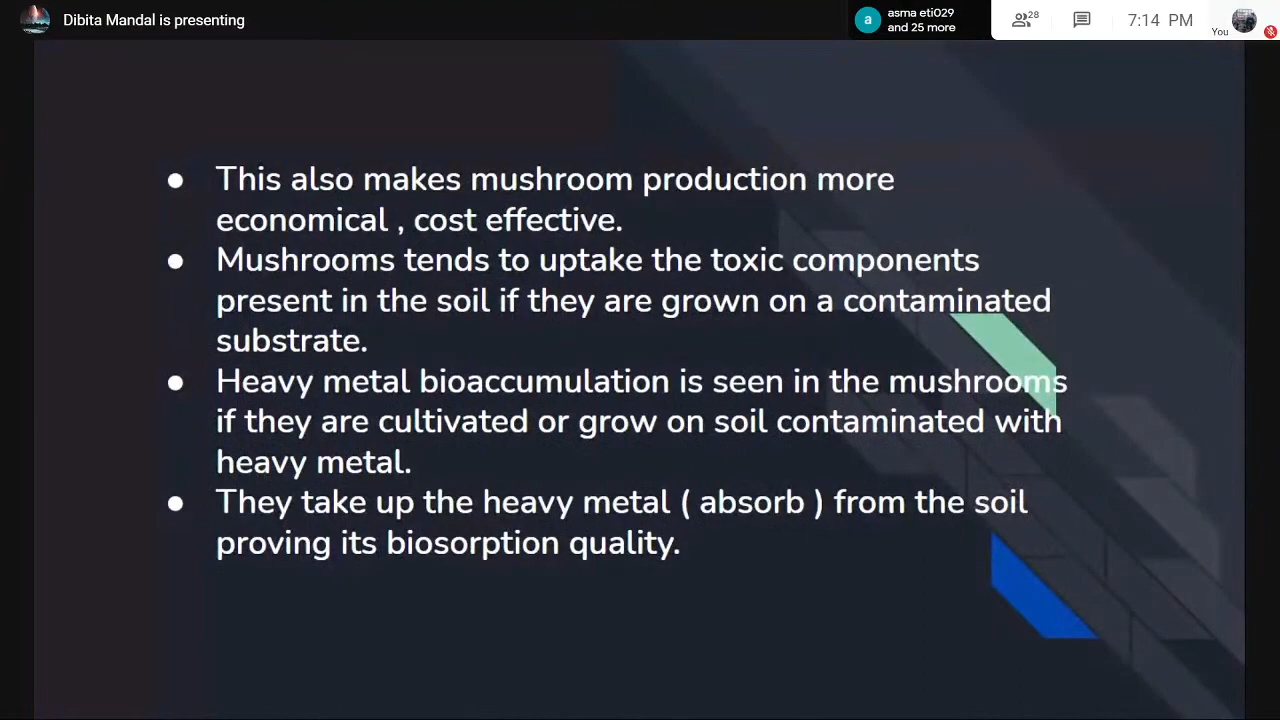 Dibita Mandal is presenting
asma eti029
and 25 more
28
7:14 PM
You
● This also makes mushroom production more
economical , cost effective.
● Mushrooms tends to uptake the toxic components
present in the soil if they are grown on a contaminated
substrate.
● Heavy metal bioaccumulation is seen in the mushrooms
if they are cultivated or grow on soil contaminated with
heavy metal.
● They take up the heavy metal ( absorb ) from the soil
proving its biosorption quality.